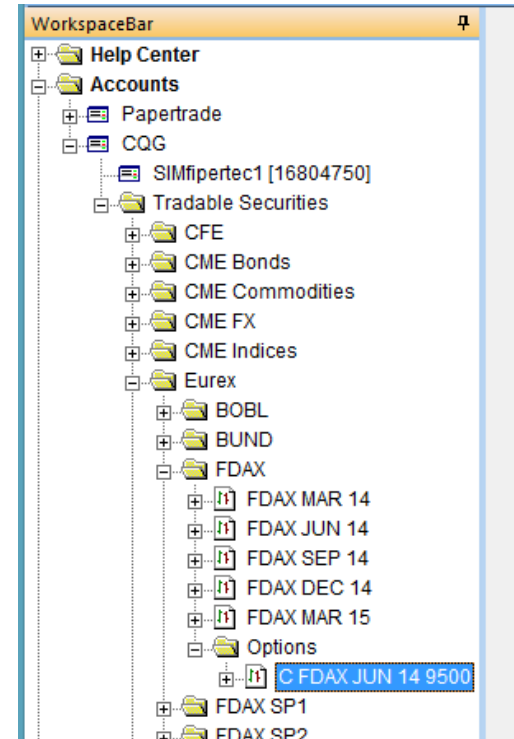 WorkspaceBar
Help Center
Accounts
Papertrade
CQG
SIMfipertec1 [16804750]
Tradable Securities
CFE
CME Bonds
CME Commodities
CME FX
CME Indices
Eurex
BOBL
BUND
FDAX
FDAX MAR 14
FDAX JUN 14
FDAX SEP 14
FDAX DEC 14
FDAX MAR 15
Options
C FDAX JUN 14 9500
FDAX SP1
FDAX SP2